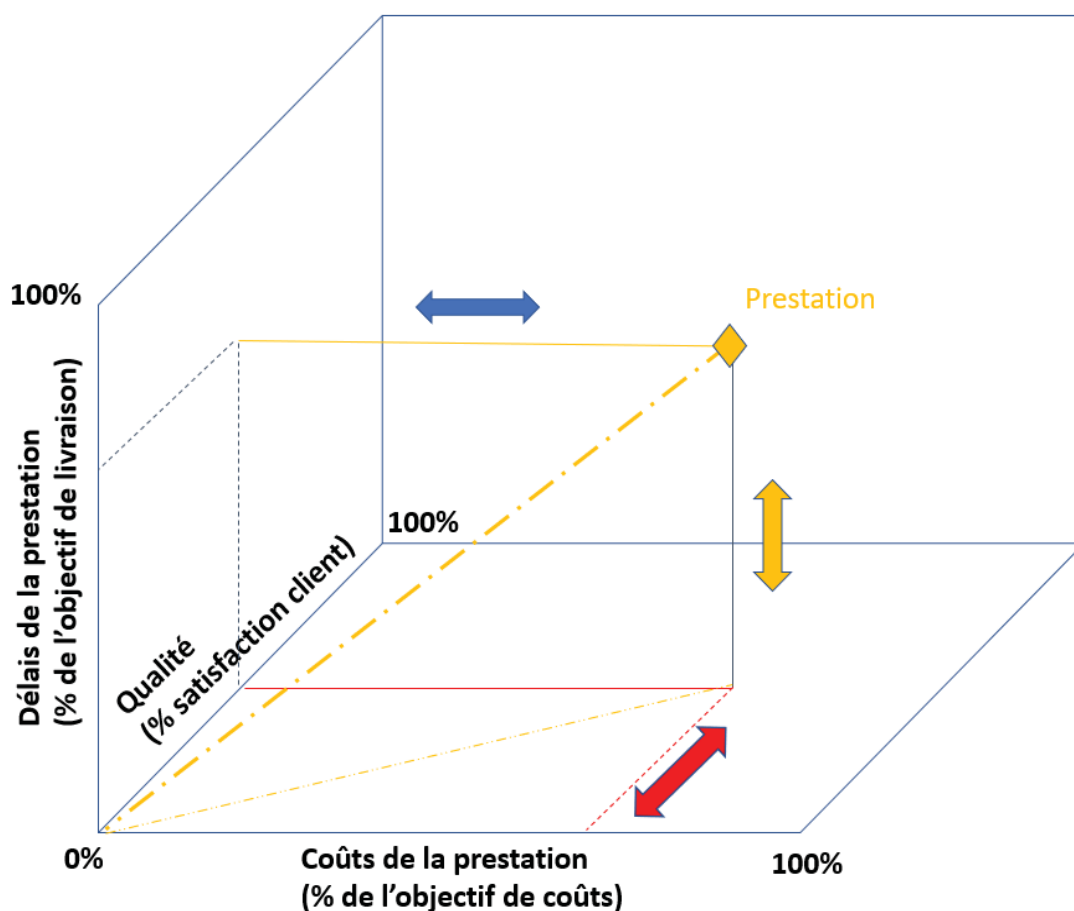 100%
Prestation
Délais de la prestation
(% de l’objectif de livraison)
100%
Qualité
(% satisfaction client)
0%
Coûts de la prestation
(% de l’objectif de coûts)
100%